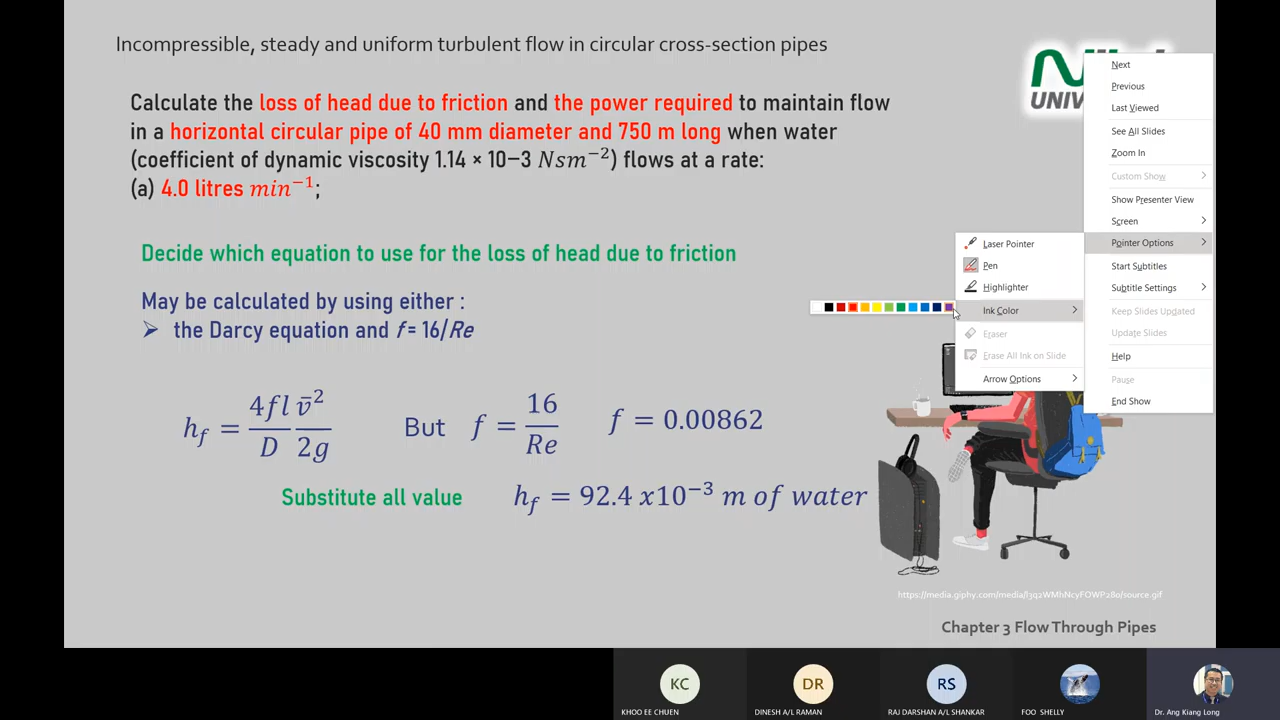 Incompressible, steady and uniform turbulent flow in circular cross-section pipes
UNIV
Calculate the loss of head due to friction and the power required to maintain flow
in a horizontal circular pipe of 40 mm diameter and 750 m long when water
(coefficient of dynamic viscosity 1.14 × 10−3 Nsm⁻²) flows at a rate:
(a) 4.0 litres min⁻¹;
Decide which equation to use for the loss of head due to friction
May be calculated by using either :
➢ the Darcy equation and f = 16/Re
h_f = 4fl/D v̄²/2g
But f = 16/Re
f = 0.00862
Substitute all value
h_f = 92.4 x10⁻³ m of water
Next
Previous
Last Viewed
See All Slides
Zoom In
Custom Show
Show Presenter View
Screen
Pointer Options
Start Subtitles
Subtitle Settings
Keep Slides Updated
Update Slides
Help
Pause
End Show
Laser Pointer
Pen
Highlighter
Ink Color
Eraser
Erase All Ink on Slide
Arrow Options
Chapter 3 Flow Through Pipes
KC
KHOO EE CHUEN
DR
DINESH A/L RAMAN
RS
RAJ DARSHAN A/L SHANKAR
FOO SHELLY
Dr. Ang Kiang Long